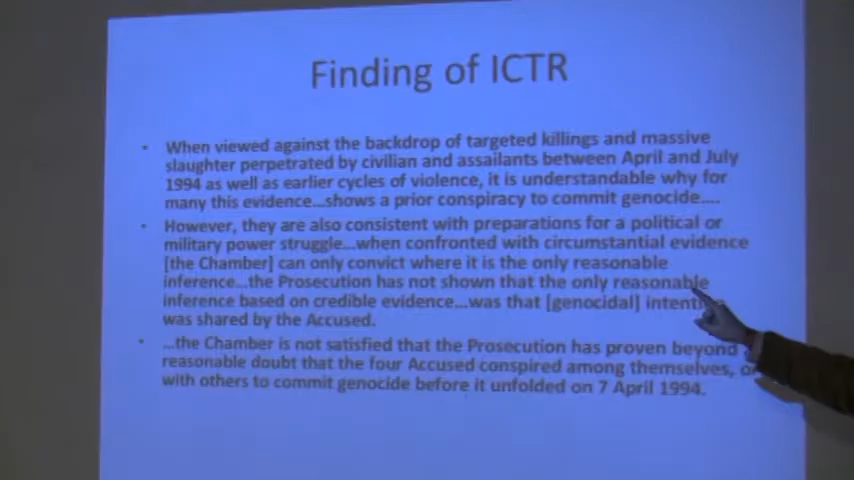 Finding of ICTR
• When viewed against the backdrop of targeted killings and massive
slaughter perpetrated by civilian and assailants between April and July
1994 as well as earlier cycles of violence, it is understandable why for
many this evidence...shows a prior conspiracy to commit genocide....
• However, they are also consistent with preparations for a political or
military power struggle...when confronted with circumstantial evidence
[the Chamber] can only convict where it is the only reasonable
inference...the Prosecution has not shown that the only reasonable
inference based on credible evidence...was that [genocidal]
was shared by the Accused.
• ...the Chamber is not satisfied that the Prosecution has proven beyond
reasonable doubt that the four Accused conspired among themselves,
with others to commit genocide before it unfolded on 7 April 1994.